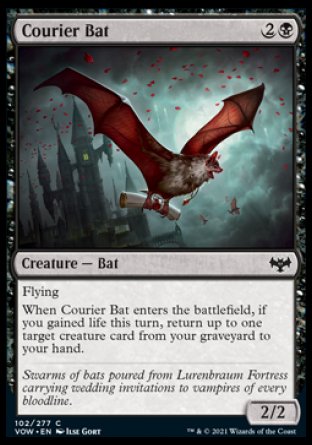 Courier Bat 2
Creature — Bat
Flying
When Courier Bat enters the battlefield, if
you gained life this turn, return up to one
target creature card from your graveyard to
your hand.
Swarms of bats poured from Lurenbraum Fortress
carrying wedding invitations to vampires of every
bloodline.
2/2
102/277 C
VOW • EN Ilse Gort
™ & © 2021 Wizards of the Coast